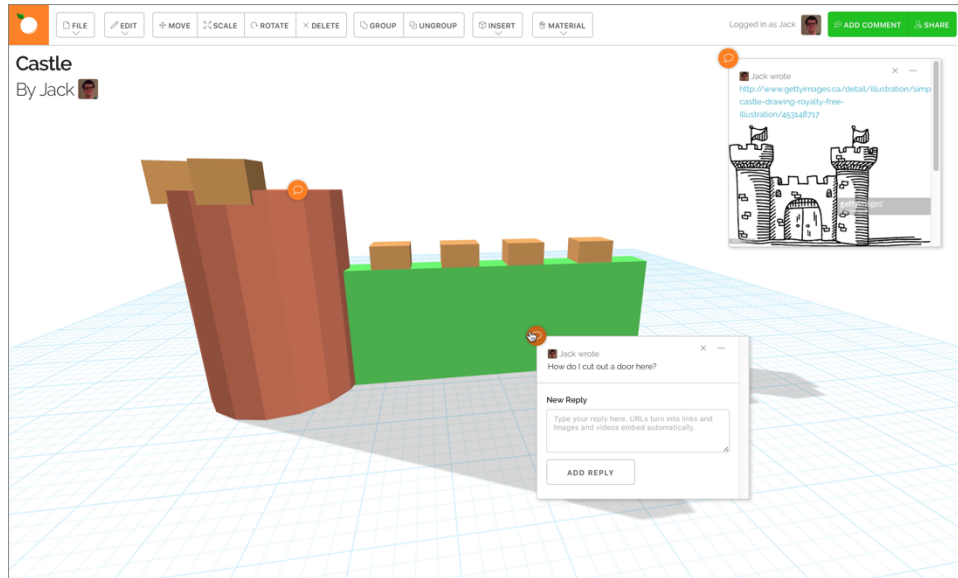 FILE
EDIT
MOVE
SCALE
ROTATE
DELETE
GROUP
UNGROUP
INSERT
MATERIAL
Logged in as Jack
ADD COMMENT
SHARE
Castle
By Jack
Jack wrote
http://www.gettyimages.ca/detail/illustration/simp
castle-drawing-royalty-free-
illustration/453148717
gettyimages
Jack wrote
How do I cut out a door here?
New Reply
Type your reply here. URLs turn into links and
Images and videos embed automatically.
ADD REPLY